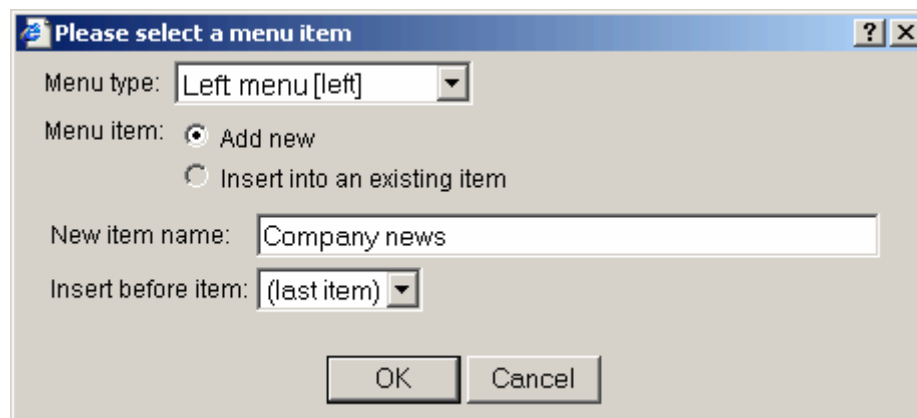 Please select a menu item ? X
Menu type: Left menu [left]
Menu item: Add new
Insert into an existing item
New item name: Company news
Insert before item: (last item)
OK Cancel